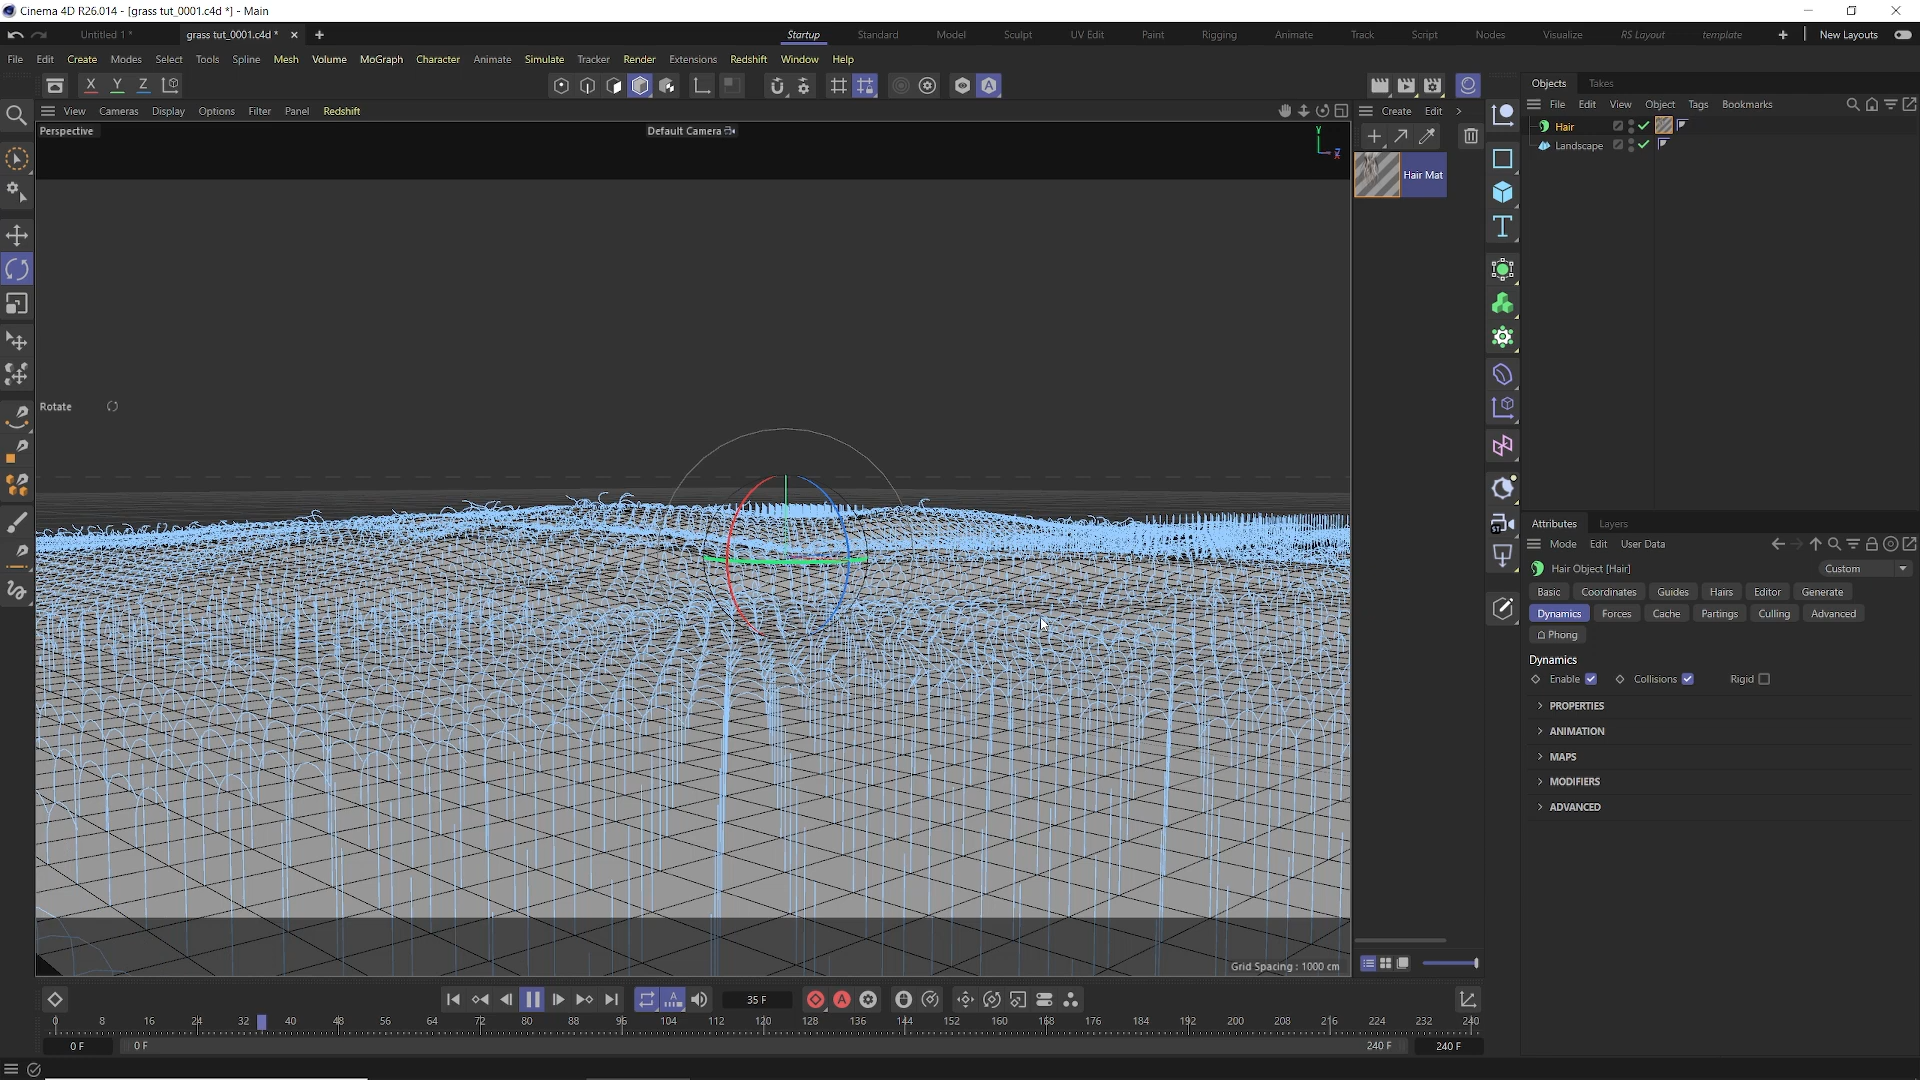 Cinema 4D R26.014 - [grass tut_0001.c4d *] - Main
Untitled 1 *
grass tut_0001.c4d *
Startup Standard Model Sculpt UV Edit Paint Rigging Animate Track Script Nodes Visualize RS Layout template New Layouts
File Edit Create Modes Select Tools Spline Mesh Volume MoGraph Character Animate Simulate Tracker Render Extensions Redshift Window Help
X Y Z
View Cameras Display Options Filter Panel Redshift
Perspective
Default Camera
Y
Rotate
Grid Spacing : 1000 cm
Create Edit
Hair Mat
Objects Takes
File Edit View Object Tags Bookmarks
Hair
Landscape
Attributes Layers
Mode Edit User Data
Hair Object [Hair]
Custom
Basic Coordinates Guides Hairs Editor Generate
Dynamics Forces Cache Partings Culling Advanced
Phong
Dynamics
Enable Collisions Rigid
PROPERTIES
ANIMATION
MAPS
MODIFIERS
ADVANCED
35 F
0 8 16 24 32 40 48 56 64 72 80 88 96 104 112 120 128 136 144 152 160 168 176 184 192 200 208 216 224 232 240
0 F 0 F 240 F 240 F